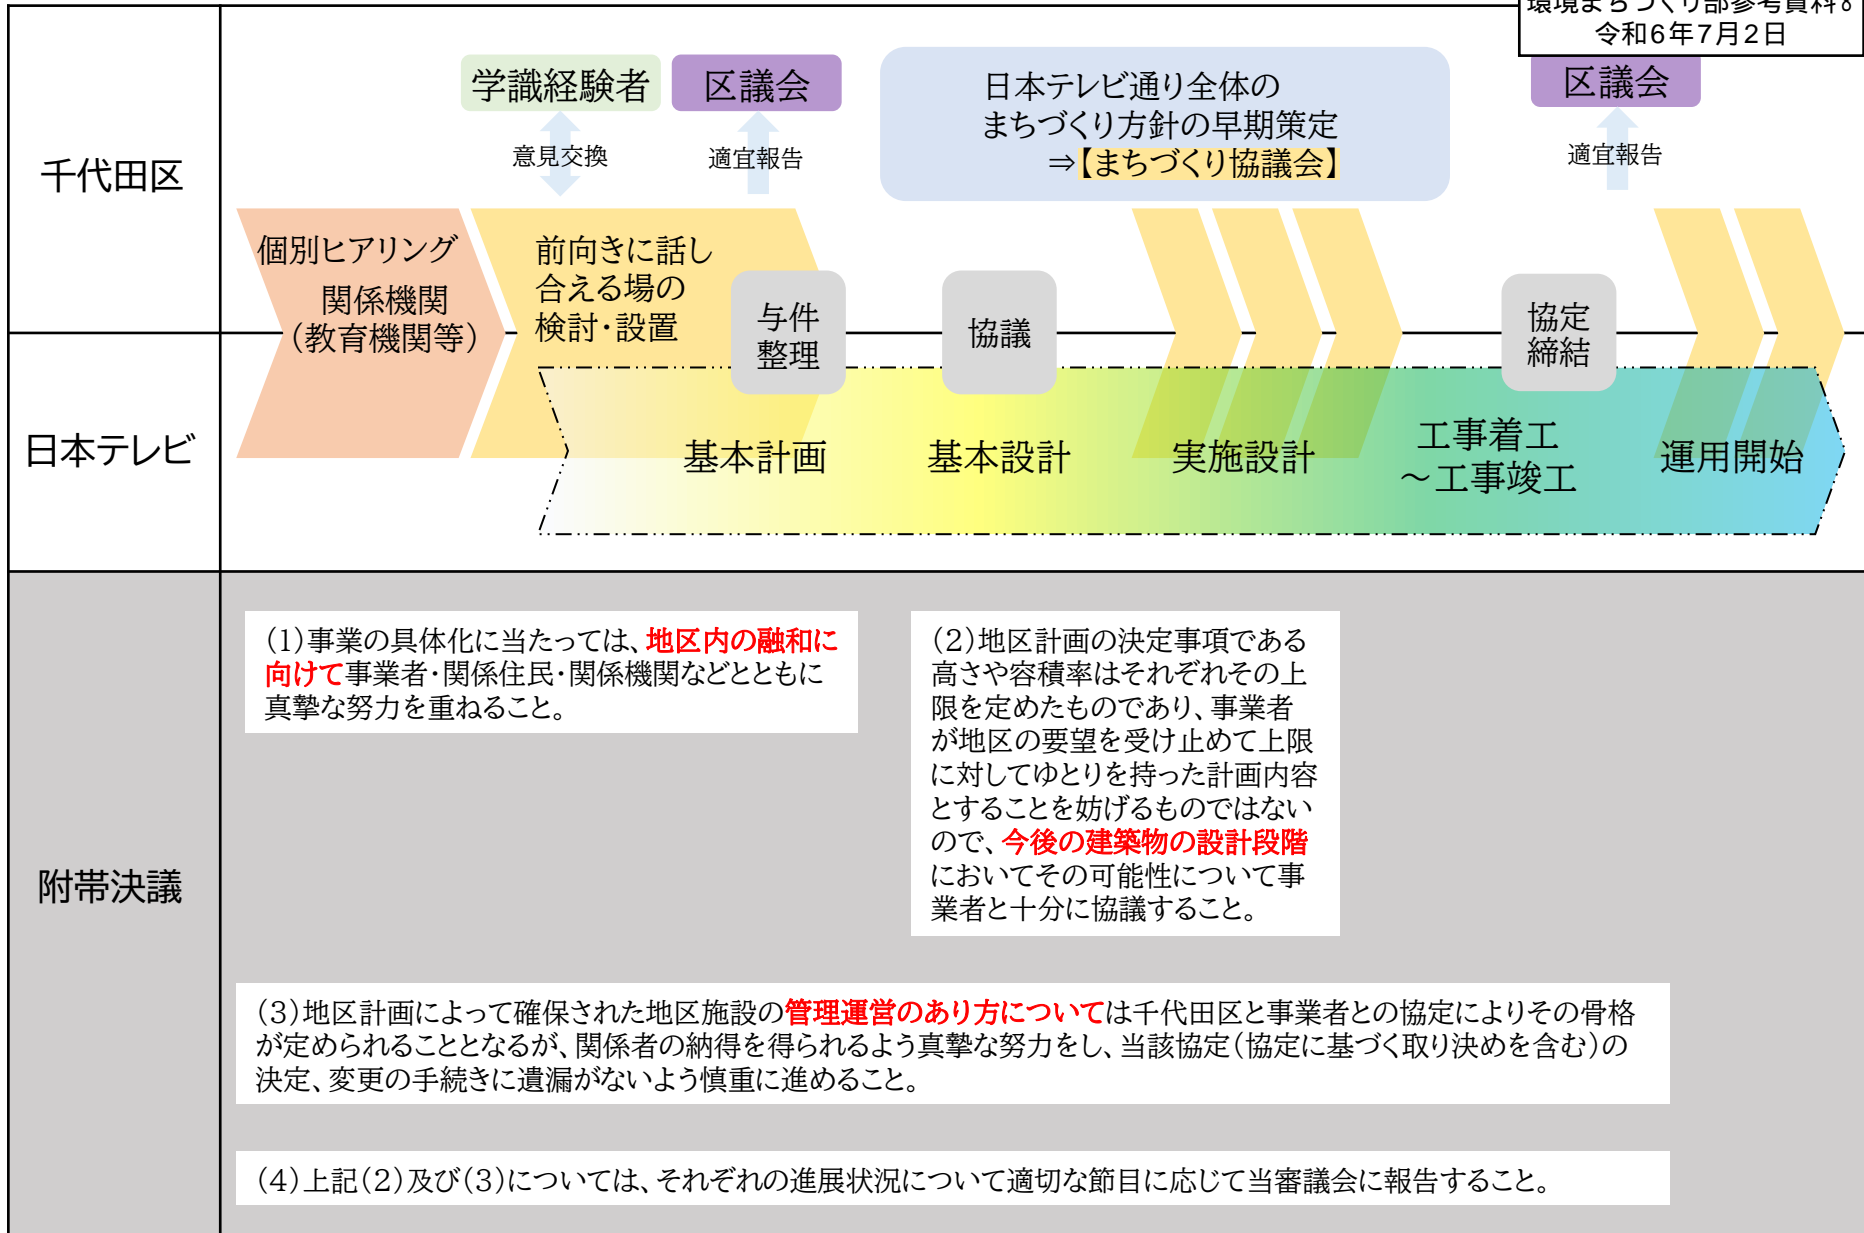 環境まちづくり部参考資料8
令和6年7月2日
学識経験者
区議会
日本テレビ通り全体の
まちづくり方針の早期策定
⇒【まちづくり協議会】
区議会
意見交換
適宜報告
適宜報告
千代田区
個別ヒアリング
関係機関
（教育機関等）
前向きに話し
合える場の
検討・設置
与件
整理
協議
協定
締結
日本テレビ
基本計画
基本設計
実施設計
工事着工
～工事竣工
運用開始
附帯決議
（1）事業の具体化に当たっては、地区内の融和に
向けて事業者・関係住民・関係機関などとともに
真摯な努力を重ねること。
（2）地区計画の決定事項である
高さや容積率はそれぞれその上
限を定めたものであり、事業者
が地区の要望を受け止めて上限
に対してゆとりを持った計画内容
とすることを妨げるものではない
ので、今後の建築物の設計段階
においてその可能性について事
業者と十分に協議すること。
（3）地区計画によって確保された地区施設の管理運営のあり方については千代田区と事業者との協定によりその骨格
が定められることとなるが、関係者の納得を得られるよう真摯な努力をし、当該協定（協定に基づく取り決めを含む）の
決定、変更の手続きに遺漏がないよう慎重に進めること。
（4）上記（2）及び（3）については、それぞれの進展状況について適切な節目に応じて当審議会に報告すること。